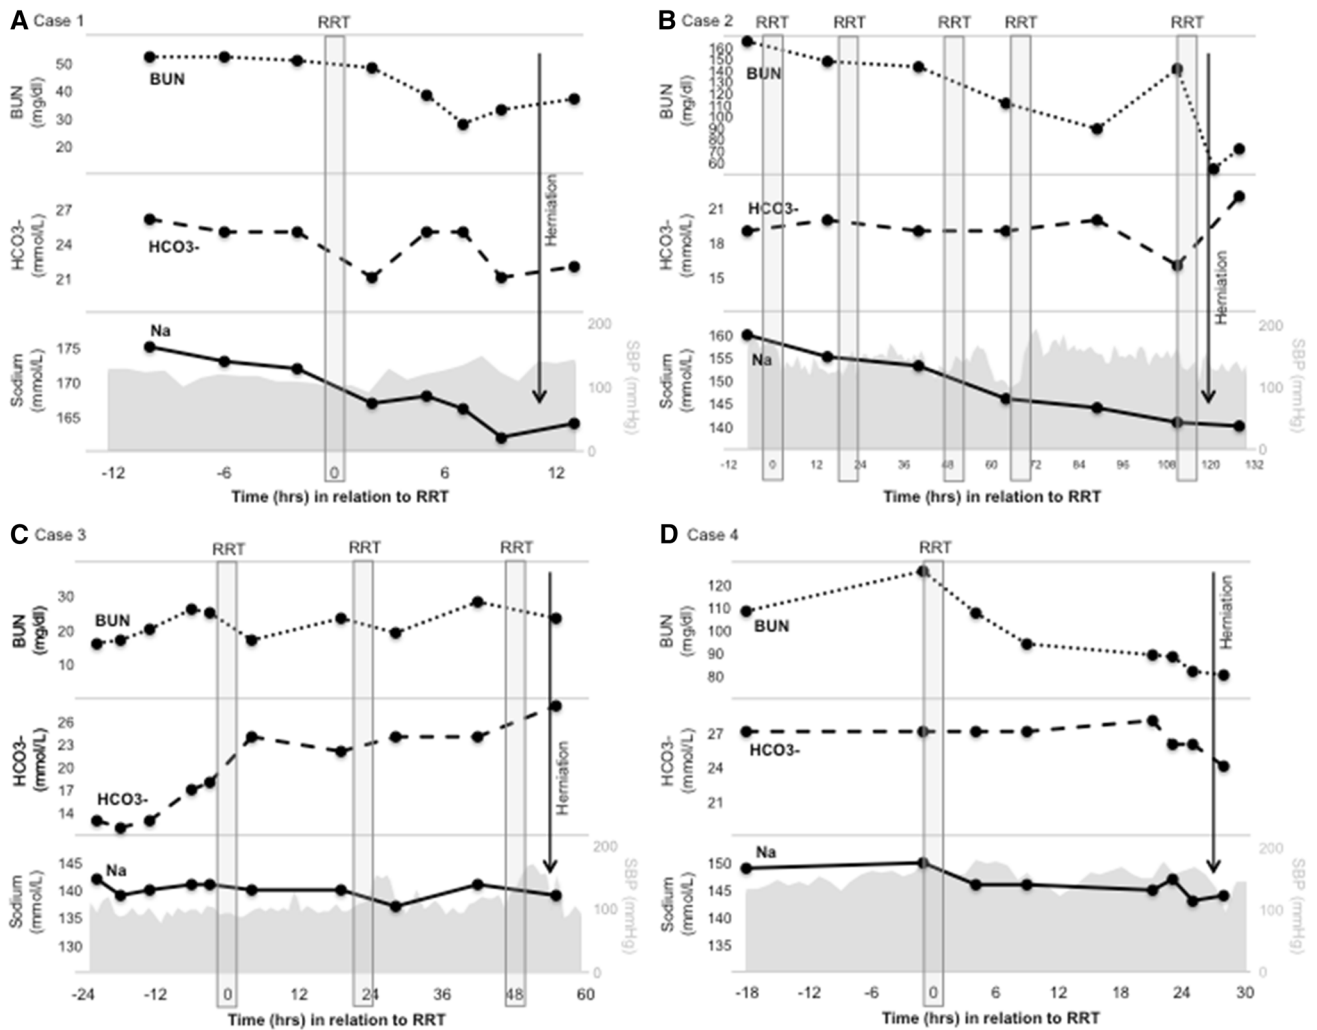 A Case 1
RRT
BUN
(mg/dl)
50
40
30
20
BUN
HCO3-
(mmol/L)
27
24
21
HCO3-
Herniation
Sodium
(mmol/L)
175
170
165
Na
200
100
0
SBP (mmHg)
-12 -6 0 6 12
Time (hrs) in relation to RRT
B Case 2
RRT RRT RRT RRT RRT
BUN
(mg/dl)
160
150
140
130
120
110
100
90
80
70
60
BUN
HCO3-
(mmol/L)
21
18
15
HCO3-
Herniation
Sodium
(mmol/L)
160
155
150
145
140
Na
200
100
0
SBP (mmHg)
-12 0 12 24 36 48 60 72 84 96 108 120 132
Time (hrs) in relation to RRT
C Case 3
RRT RRT RRT
BUN
(mg/dl)
30
20
10
BUN
HCO3-
(mmol/L)
26
23
20
17
14
HCO3-
Herniation
Sodium
(mmol/L)
145
140
135
130
Na
200
100
0
SBP (mmHg)
-24 -12 0 12 24 36 48 60
Time (hrs) in relation to RRT
D Case 4
RRT
BUN
(mg/dl)
120
110
100
90
80
BUN
Herniation
HCO3-
(mmol/L)
27
24
21
HCO3-
Sodium
(mmol/L)
150
145
140
135
Na
200
100
0
SBP (mmHg)
-18 -12 -6 0 6 12 18 24 30
Time (hrs) in relation to RRT